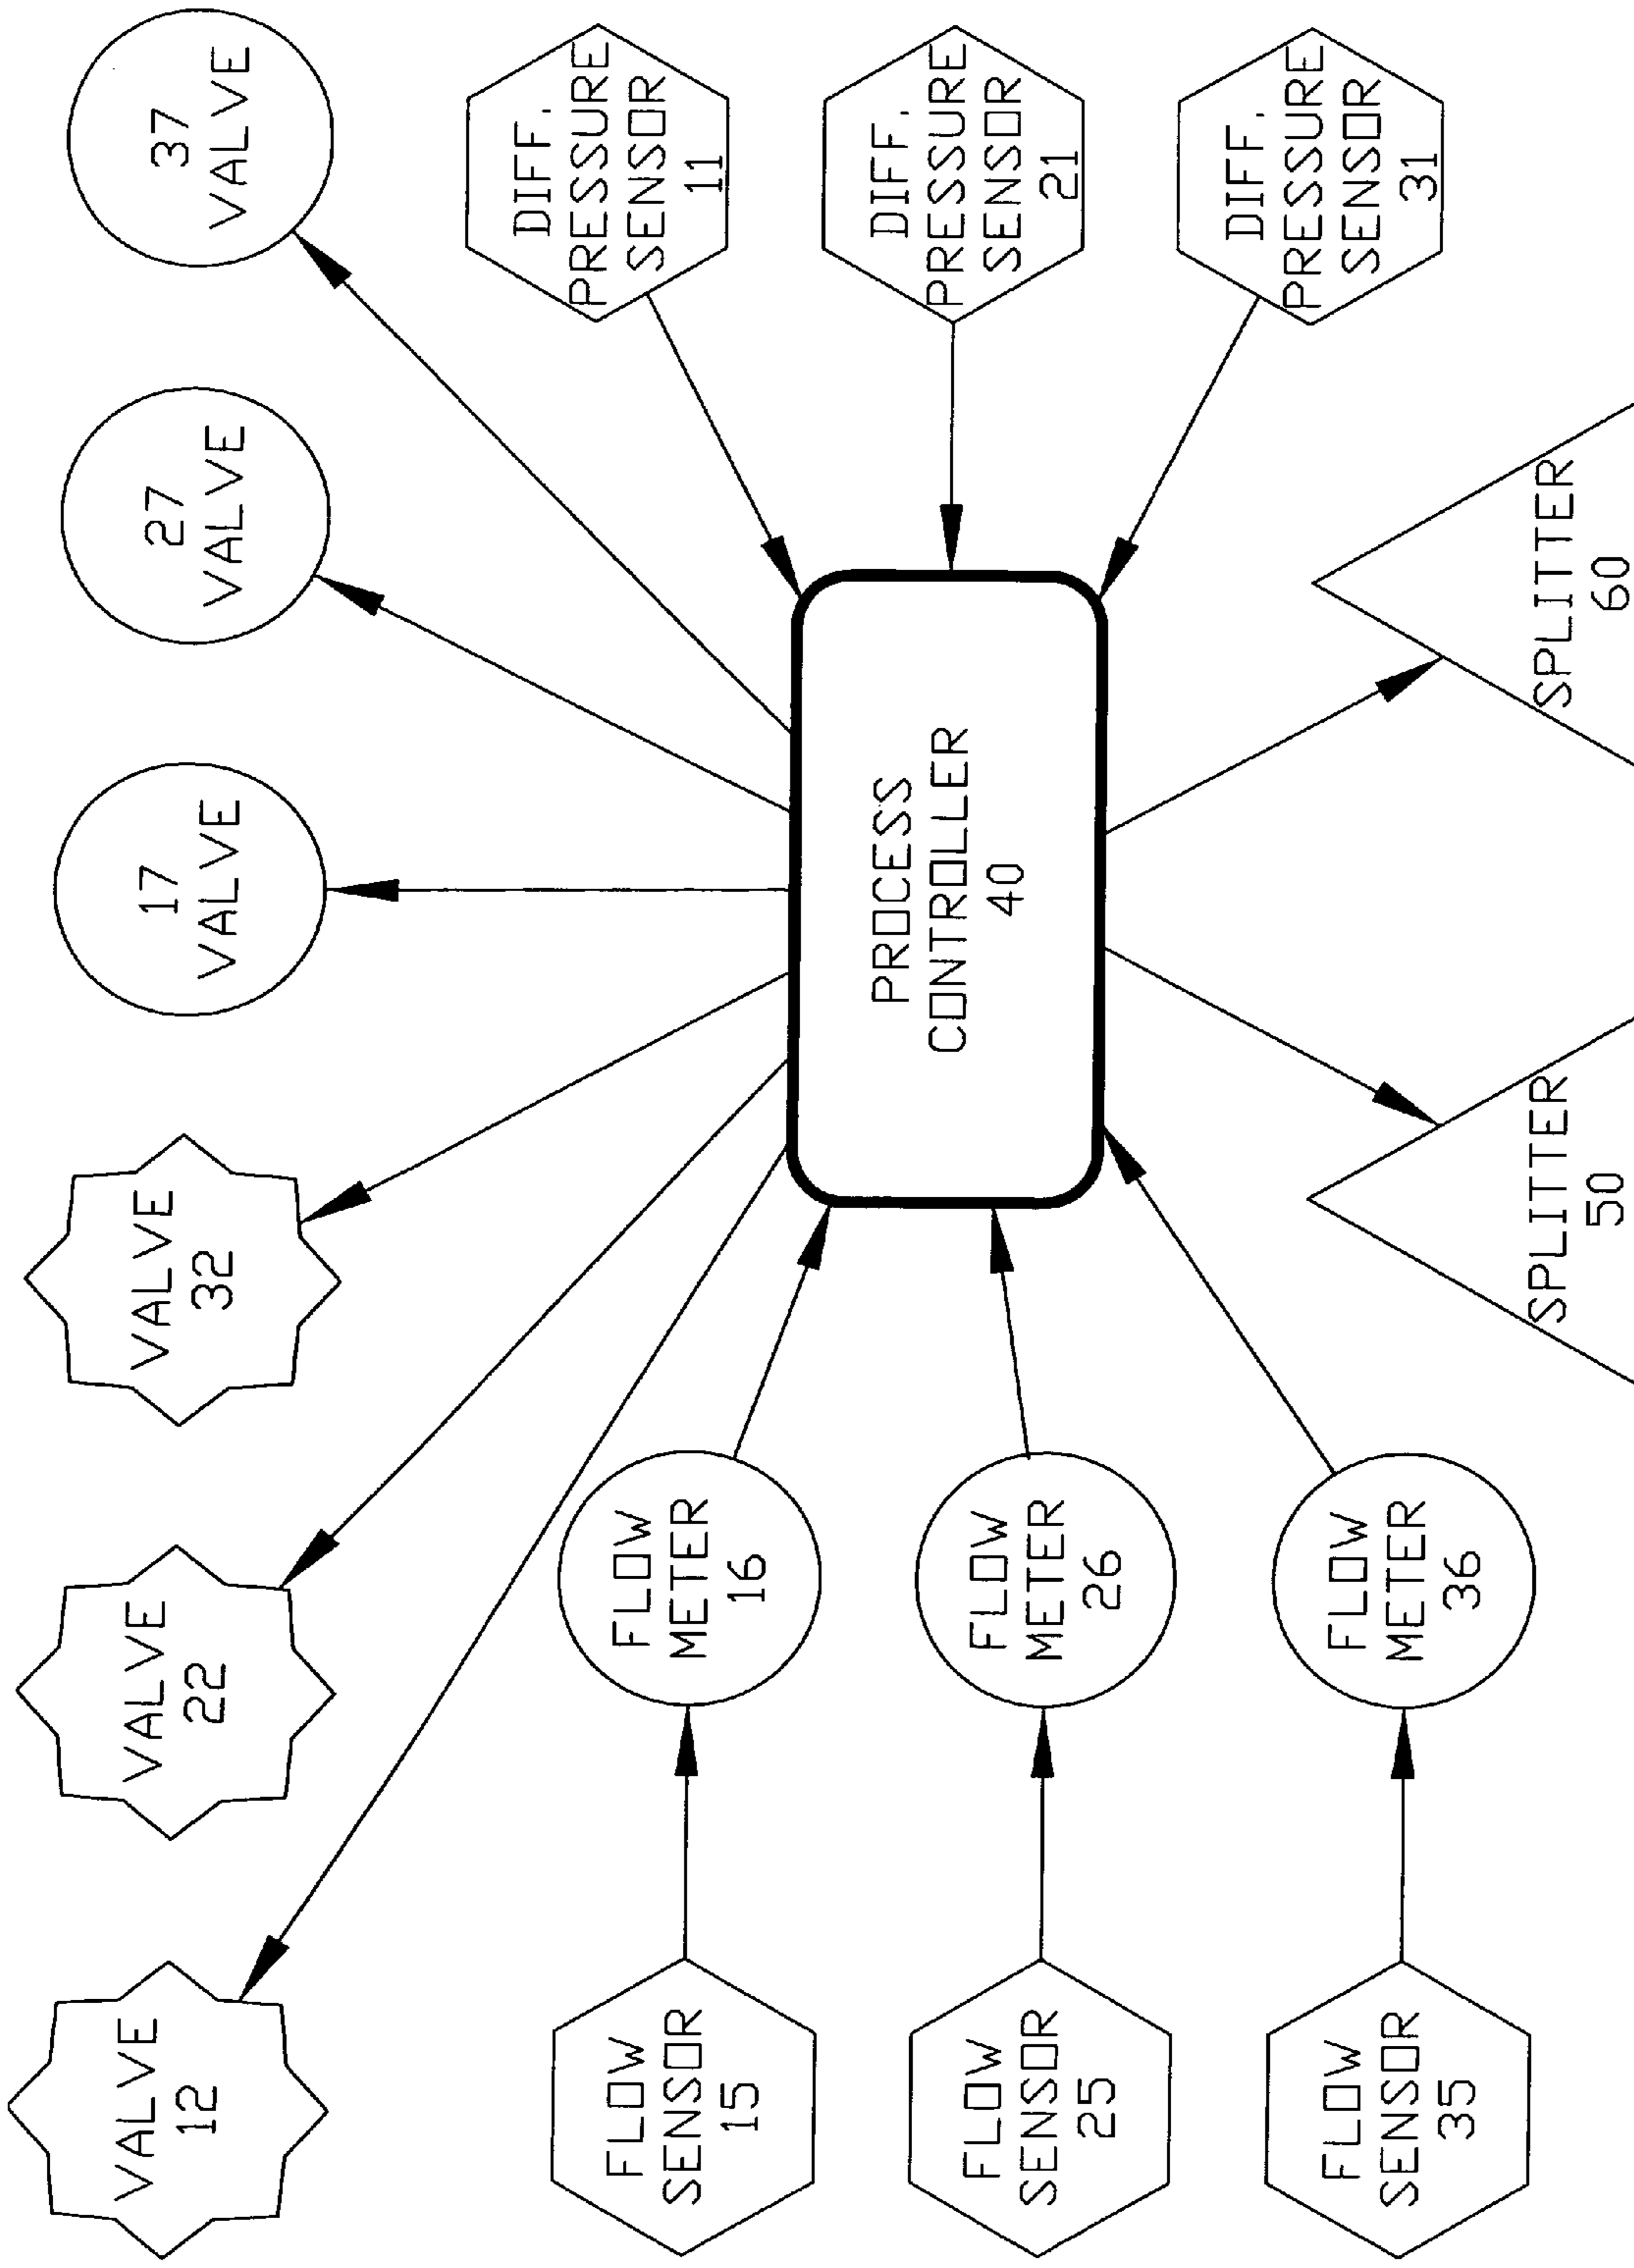 VALVE
12
VALVE
22
VALVE
32
17
VALVE
27
VALVE
37
VALVE
FLOW
SENSOR
15
FLOW
METER
16
DIFF.
PRESSURE
SENSOR
11
FLOW
SENSOR
25
FLOW
METER
26
PROCESS
CONTROLLER
40
DIFF.
PRESSURE
SENSOR
21
FLOW
SENSOR
35
FLOW
METER
36
DIFF.
PRESSURE
SENSOR
31
SPLITTER
50
SPLITTER
60